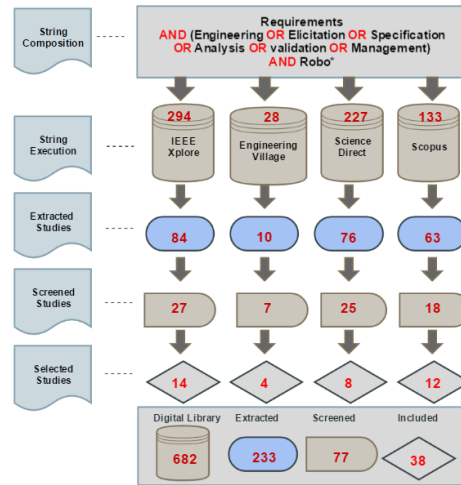 String
Composition
Requirements
AND (Engineering OR Elicitation OR Specification
OR Analysis OR validation OR Management)
AND Robo*
String
Execution
294
IEEE
Xplore
28
Engineering
Village
227
Science
Direct
133
Scopus
Extracted
Studies
84
10
76
63
Screened
Studies
27
7
25
18
Selected
Studies
14
4
8
12
Digital Library
Extracted
Screened
Included
682
233
77
38